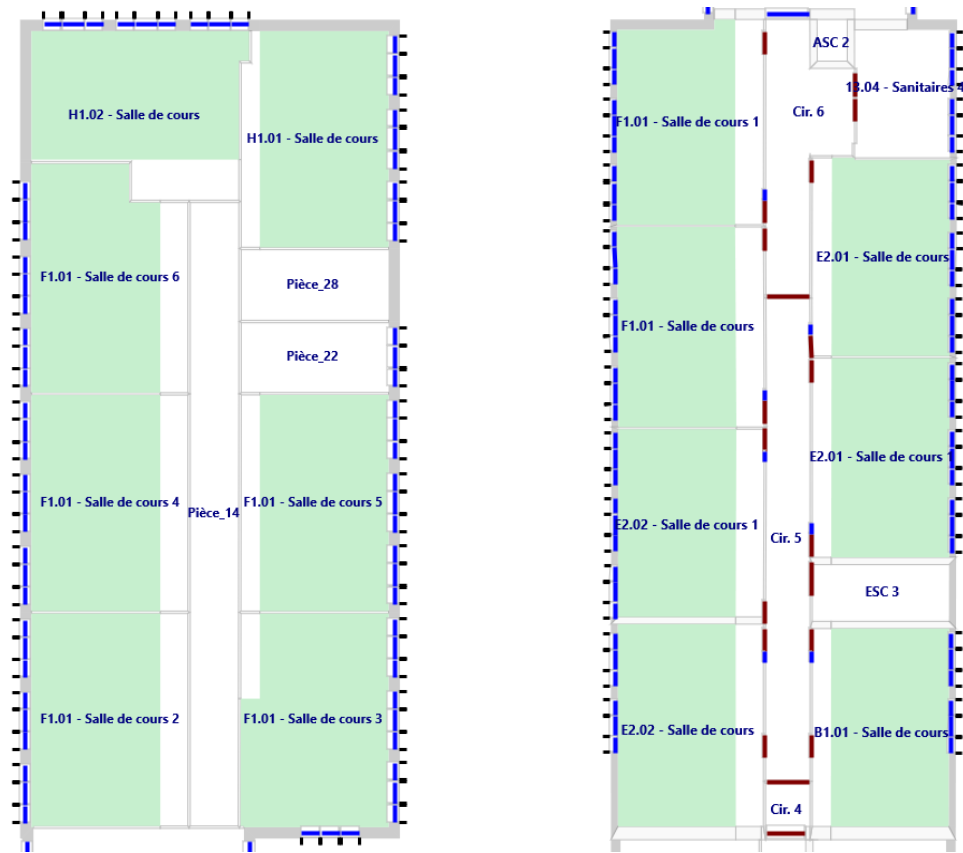 H1.02 - Salle de cours
H1.01 - Salle de cours
F1.01 - Salle de cours 6
Pièce_28
Pièce_22
F1.01 - Salle de cours 4
Pièce_14
F1.01 - Salle de cours 5
F1.01 - Salle de cours 2
F1.01 - Salle de cours 3
ASC 2
13.04 - Sanitaires 4
Cir. 6
F1.01 - Salle de cours 1
E2.01 - Salle de cours
F1.01 - Salle de cours
E2.01 - Salle de cours 1
E2.02 - Salle de cours 1
Cir. 5
ESC 3
E2.02 - Salle de cours
B1.01 - Salle de cours
Cir. 4